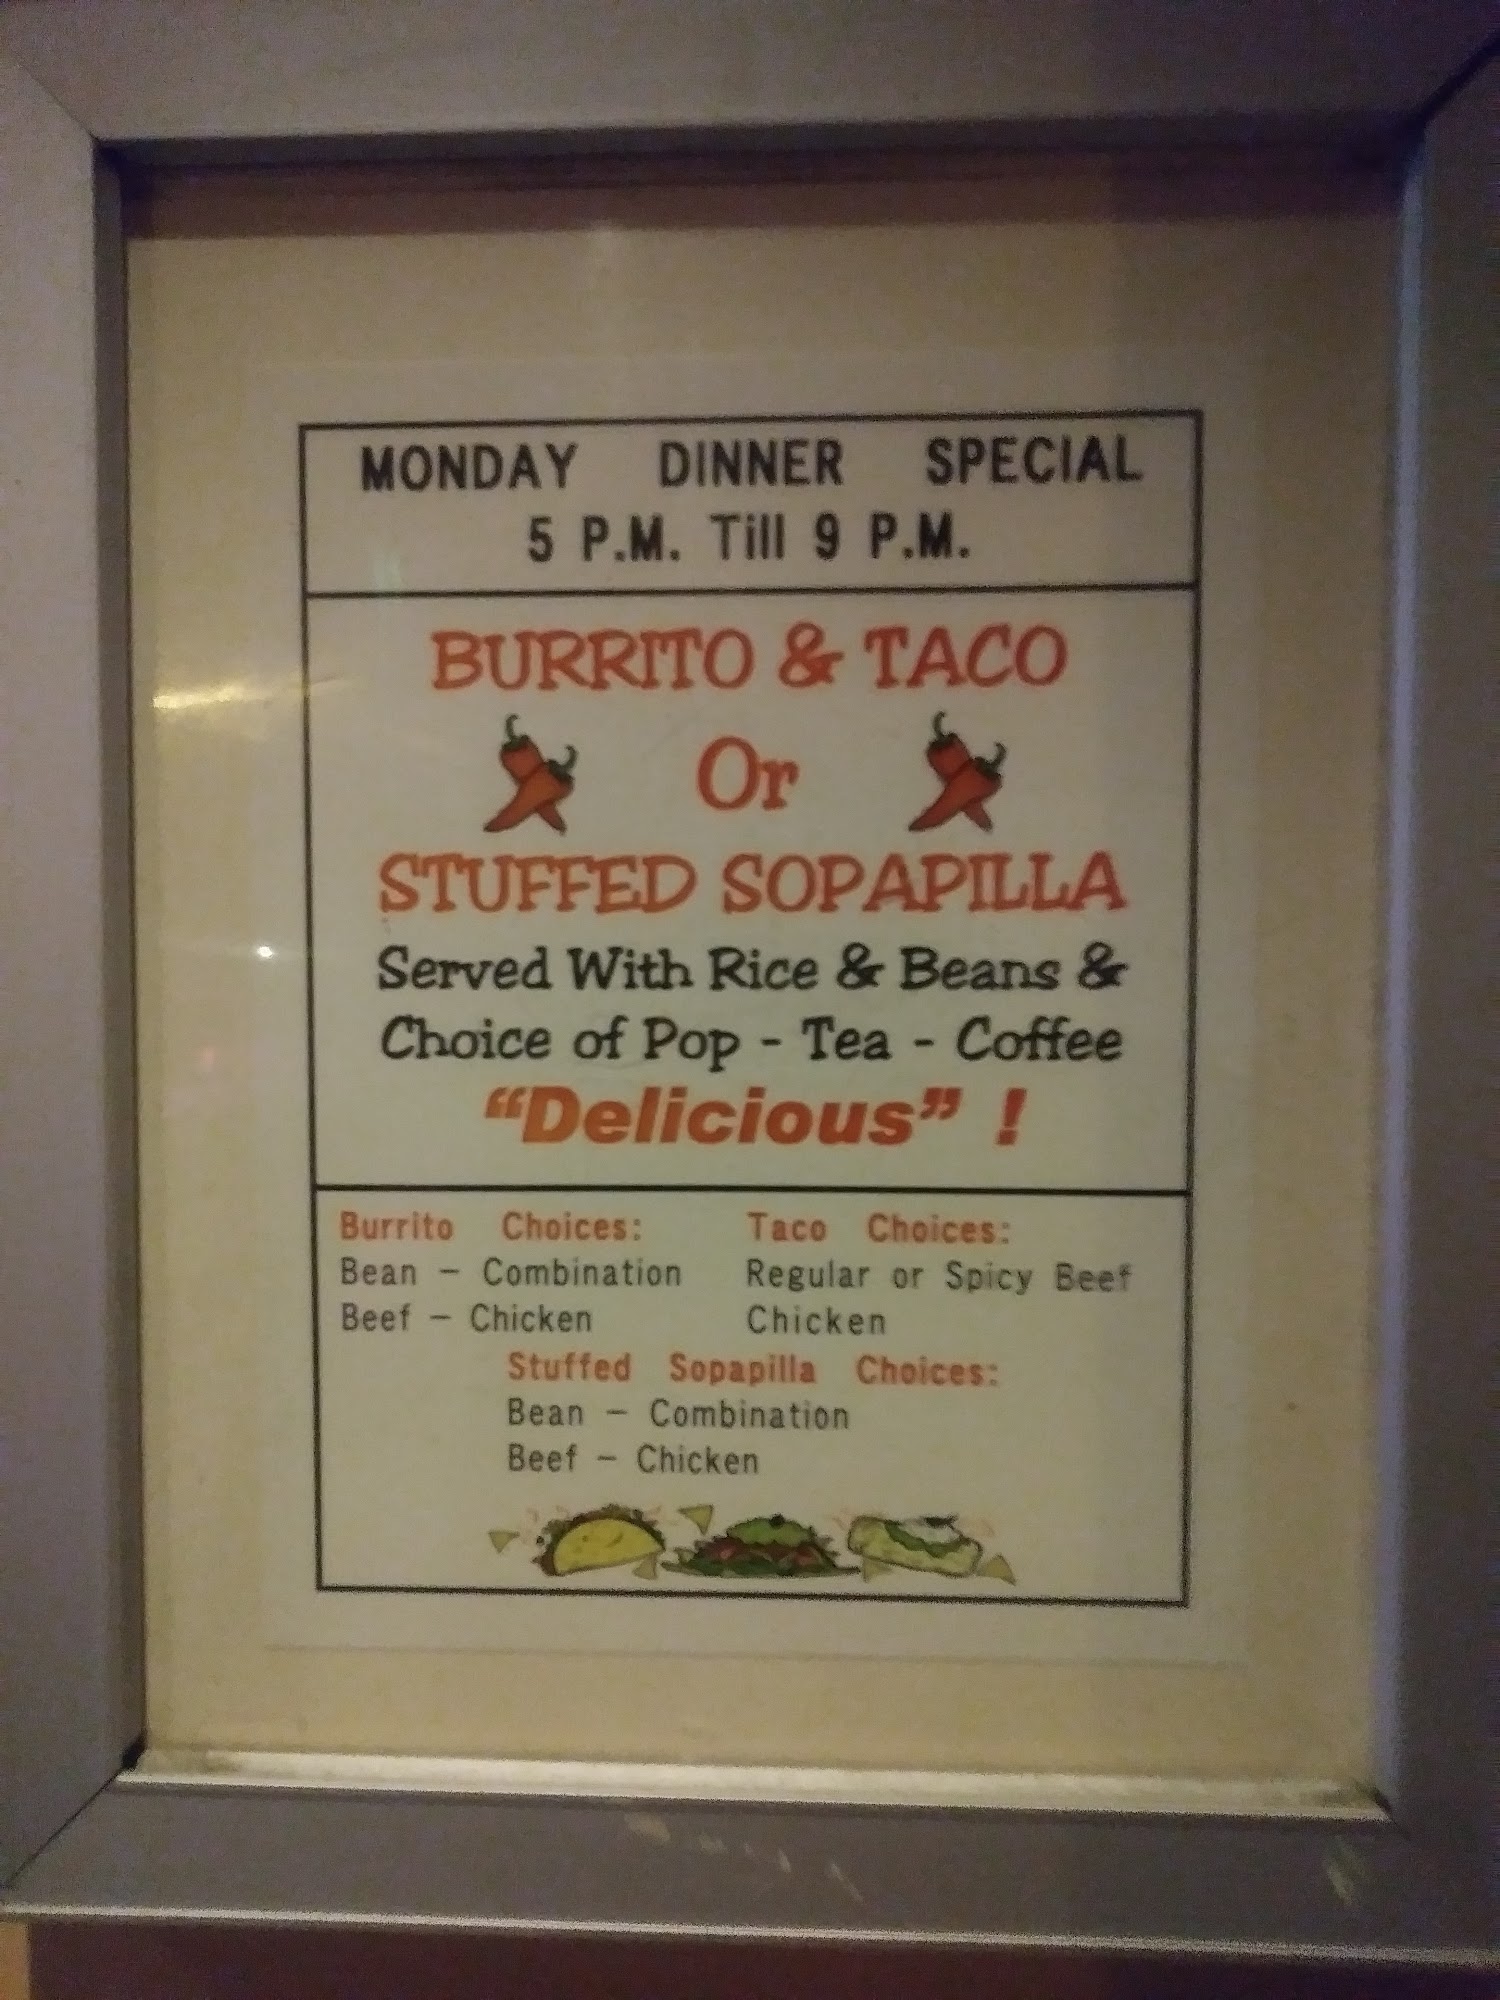 MONDAY DINNER SPECIAL
5 P.M. Till 9 P.M.
BURRITO & TACO
Or
STUFFED SOPAPILLA
Served With Rice & Beans &
Choice of Pop - Tea - Coffee
“Delicious” !
Burrito Choices: Taco Choices:
Bean – Combination Regular or Spicy Beef
Beef – Chicken Chicken
Stuffed Sopapilla Choices:
Bean – Combination
Beef – Chicken